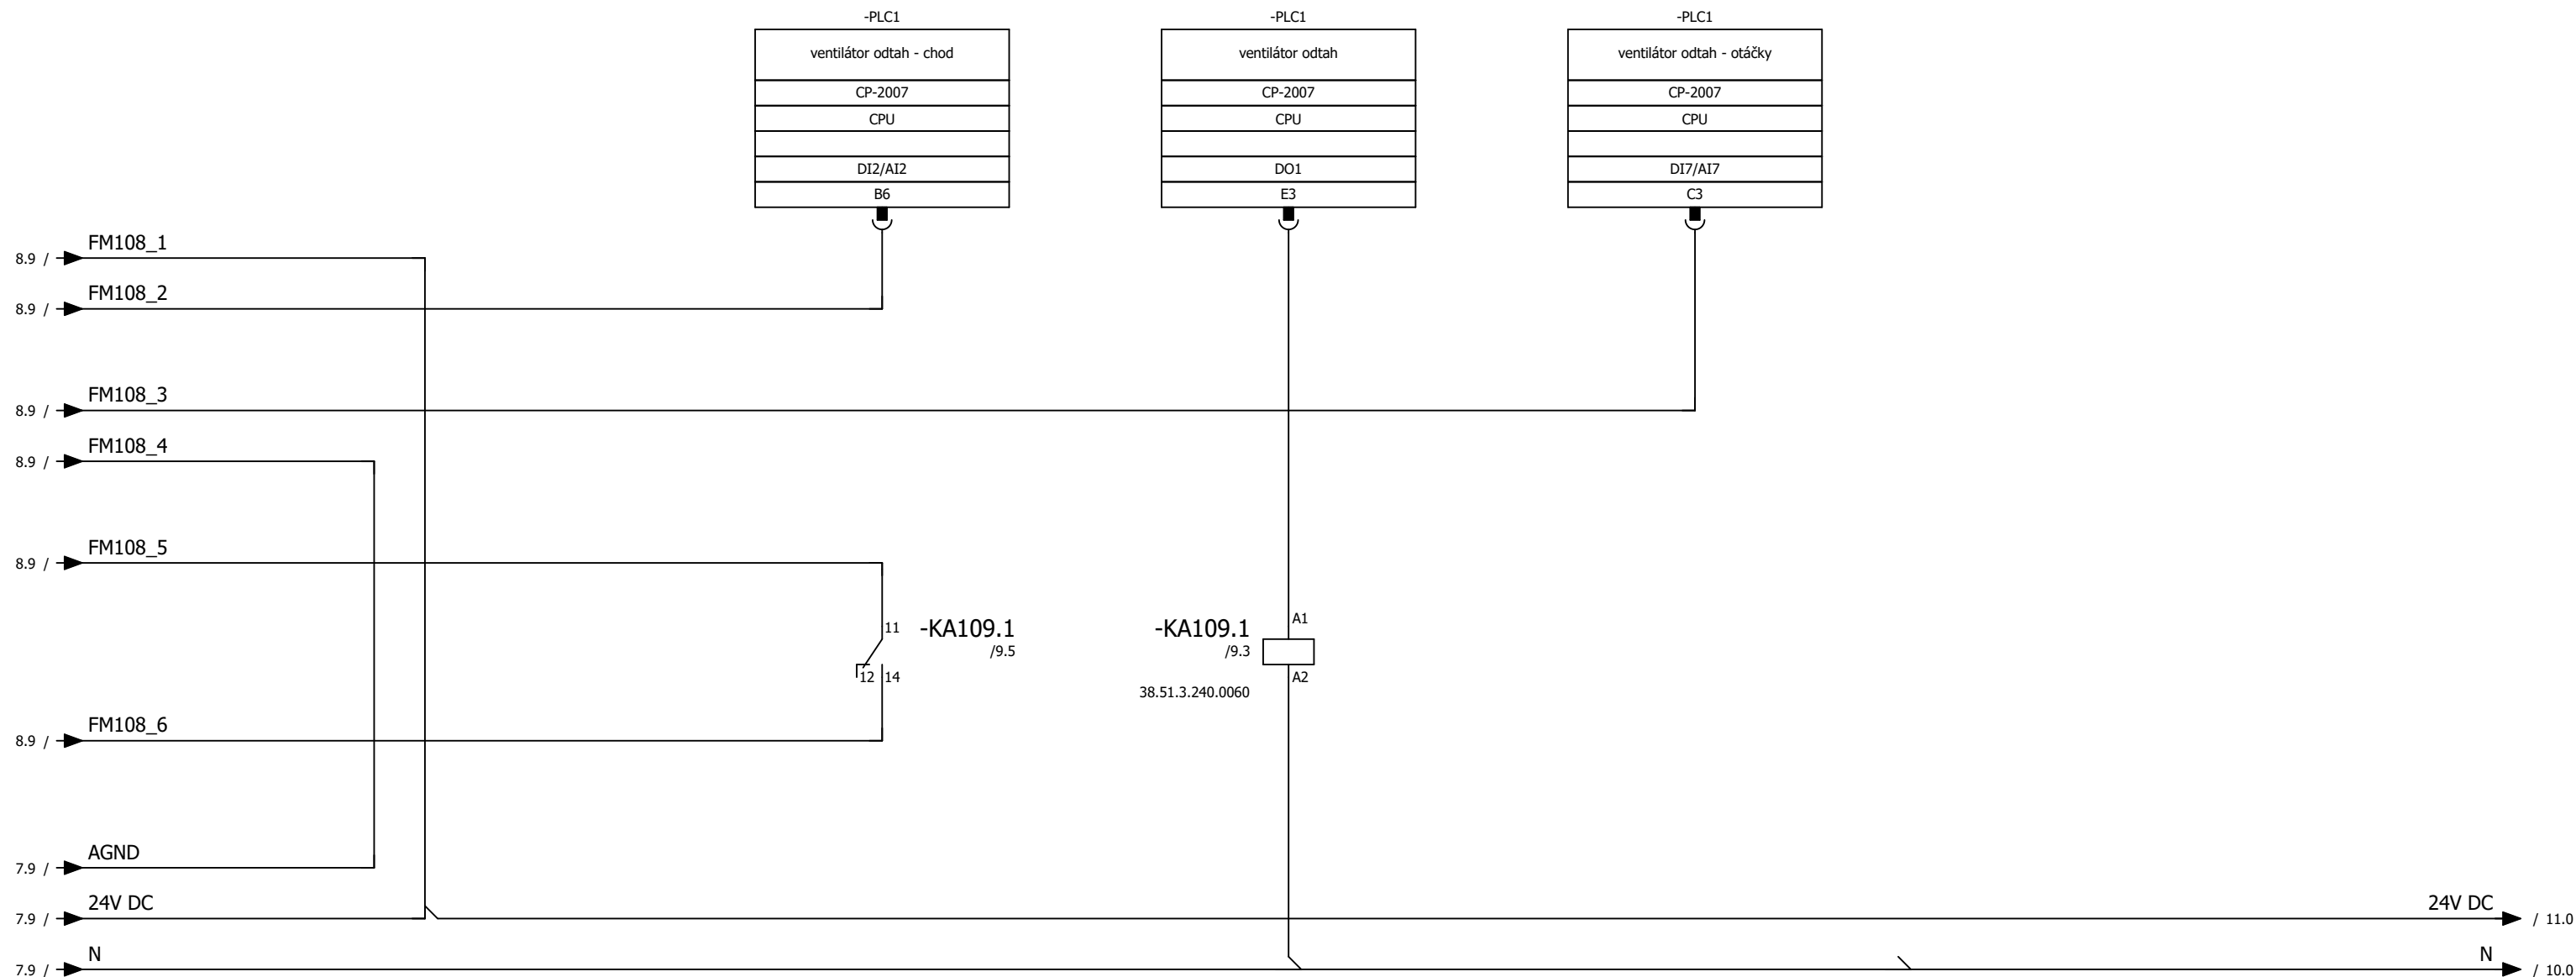 -PLC1
ventilátor odtah - chod
CP-2007
CPU
DI2/AI2
B6
-PLC1
ventilátor odtah
CP-2007
CPU
DO1
E3
-PLC1
ventilátor odtah - otáčky
CP-2007
CPU
DI7/AI7
C3
8.9 / FM108_1
8.9 / FM108_2
8.9 / FM108_3
8.9 / FM108_4
8.9 / FM108_5
11
-KA109.1
/9.5
12 14
-KA109.1
/9.3
38.51.3.240.0060
A1
A2
8.9 / FM108_6
7.9 / AGND
7.9 / 24V DC
24V DC / 11.0
7.9 / N
N / 10.0